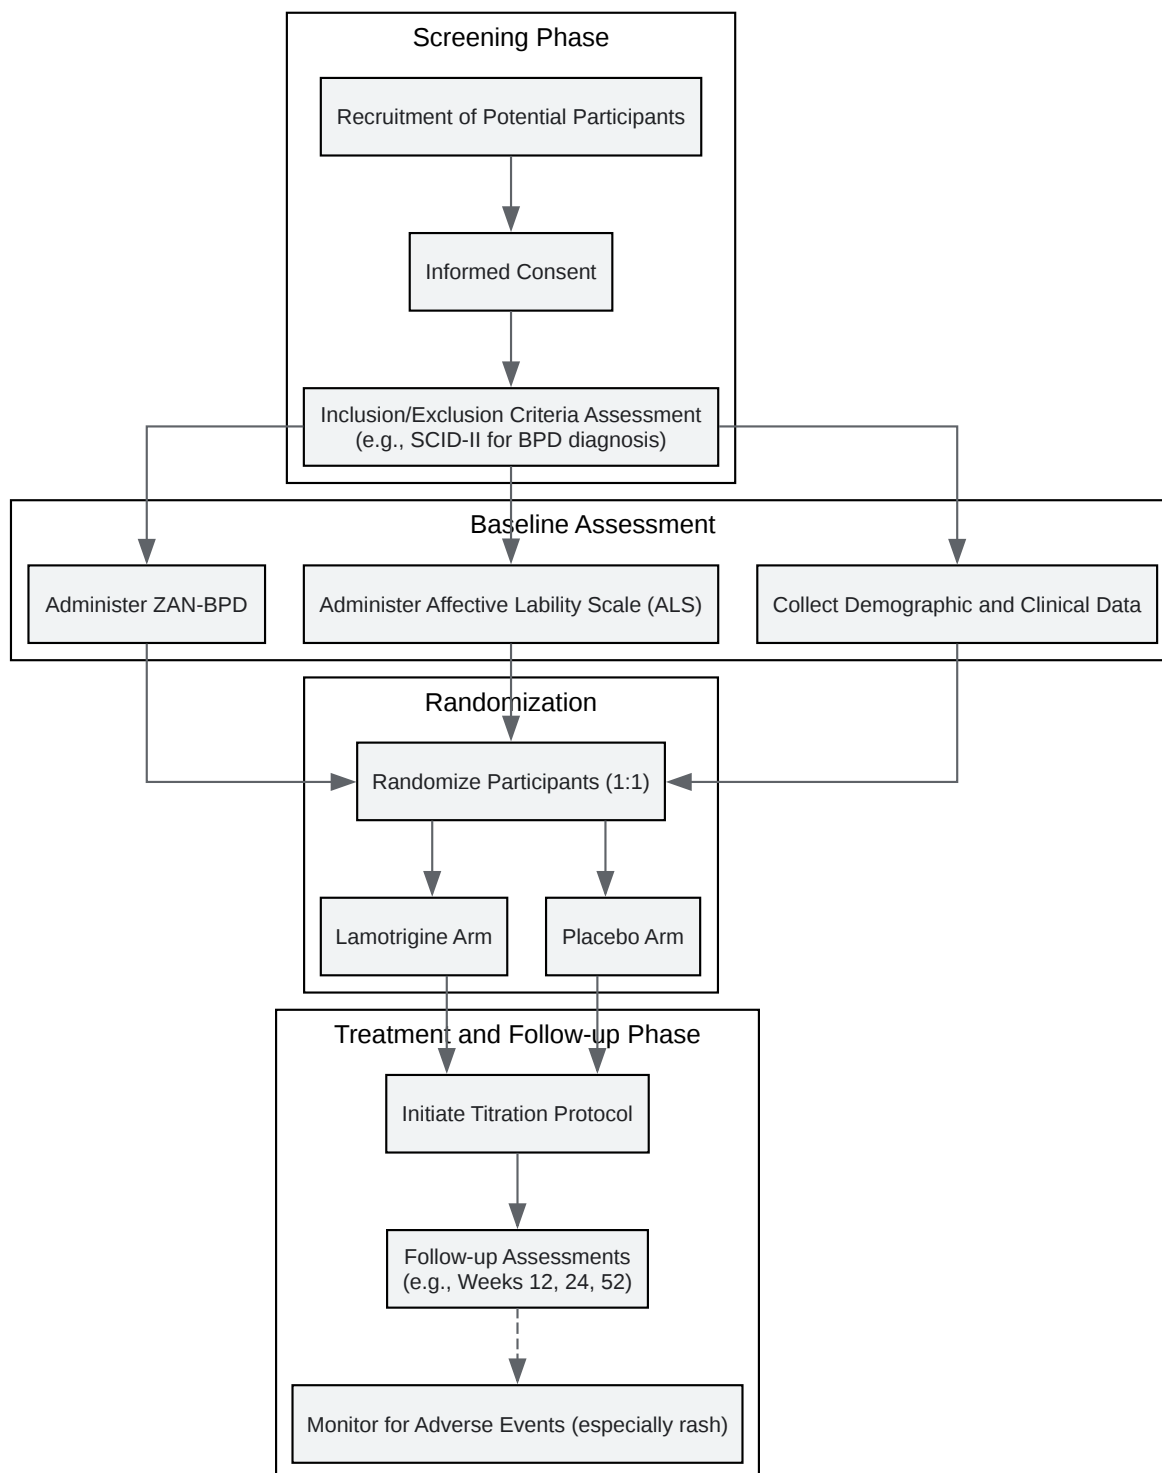 Screening Phase
Recruitment of Potential Participants
Informed Consent
Inclusion/Exclusion Criteria Assessment
(e.g., SCID-II for BPD diagnosis)
Baseline Assessment
Administer ZAN-BPD
Administer Affective Lability Scale (ALS)
Collect Demographic and Clinical Data
Randomization
Randomize Participants (1:1)
Lamotrigine Arm
Placebo Arm
Treatment and Follow-up Phase
Initiate Titration Protocol
Follow-up Assessments
(e.g., Weeks 12, 24, 52)
Monitor for Adverse Events (especially rash)